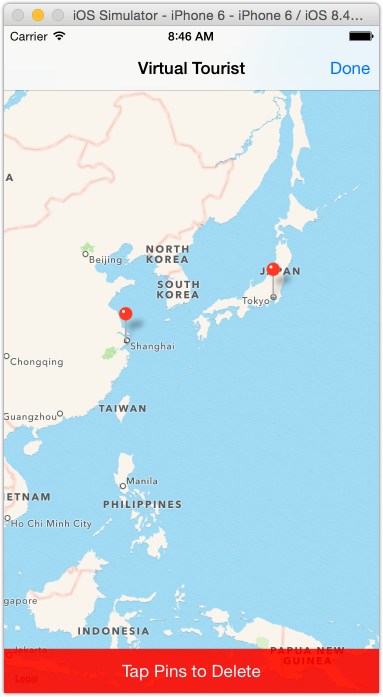 iOS Simulator - iPhone 6 - iPhone 6 / iOS 8.4...
Carrier 8:46 AM
Virtual Tourist Done
A
NORTH
KOREA
Beijing
JAPAN
SOUTH
KOREA
Tokyo
Shanghai
Chongqing
TAIWAN
Guangzhou
Manila
IETNAM
PHILIPPINES
Ho Chi Minh City
gapore
INDONESIA
PAPUA NEW
GUINEA
Jakarta
Legal
Tap Pins to Delete